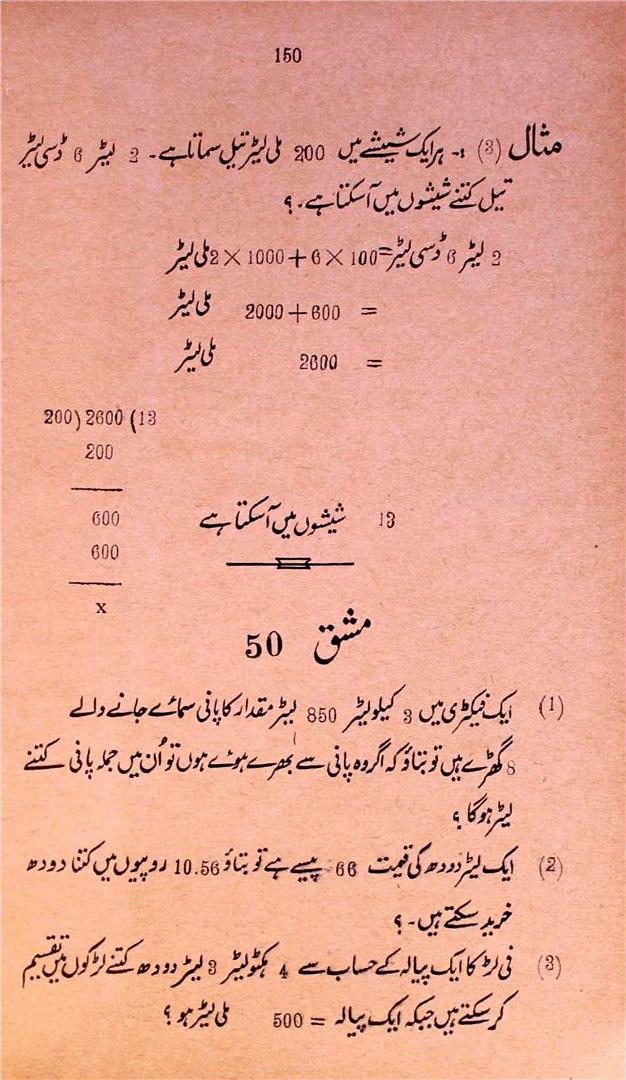 150
مثال (3) :- ہر ایک شیشے میں 200 ملی لیٹر تیل سماتا ہے۔ 2 لیٹر 6 ڈسی لیٹر
تیل کتنے شیشوں میں آسکتا ہے۔؟
2 لیٹر 6 ڈسی لیٹر = 2 × 1000 + 6 × 100 ملی لیٹر
= 2000 + 600 ملی لیٹر
= 2600 ملی لیٹر
200) 2600 (13
200
600
13 شیشوں میں آسکتا ہے
600
x
مشق 50
(1) ایک فیکٹری میں 3 کیلو لیٹر 850 لیٹر مقدار کا پانی سمائے جانے والے
8 گھڑے ہیں تو بتاؤ کہ اگر وہ پانی سے بھرے ہوئے ہوں تو اُن میں جملہ پانی کتنے
لیٹر ہوگا ؟
(2) ایک لیٹر دودھ کی قیمت 66 پیسے ہے تو بتاؤ 10.56 روپیوں میں کتنا دودھ
خرید سکتے ہیں۔؟
(3) فی لڑکا ایک پیالہ کے حساب سے 4 ہکٹو لیٹر 3 لیٹر دودھ کتنے لڑکوں میں تقسیم
کر سکتے ہیں جبکہ ایک پیالہ = 500 ملی لیٹر ہو ؟